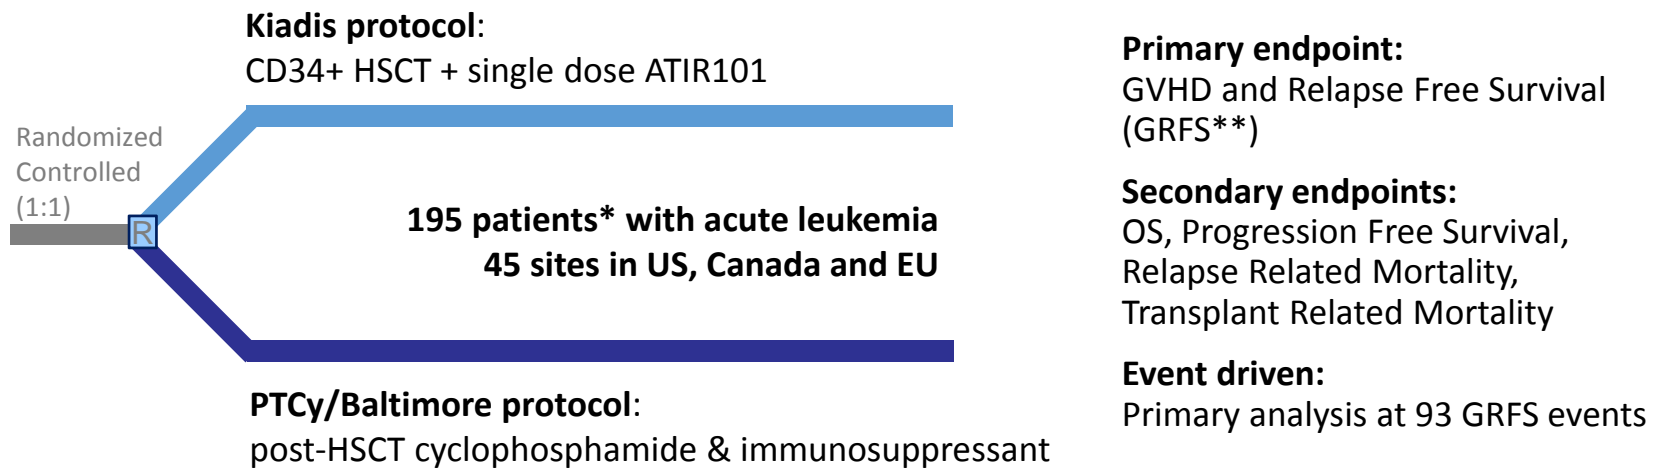 Kiadis protocol:
CD34+ HSCT + single dose ATIR101
Randomized
Controlled
(1:1)
R
195 patients* with acute leukemia
45 sites in US, Canada and EU
PTCy/Baltimore protocol:
post-HSCT cyclophosphamide & immunosuppressant
Primary endpoint:
GVHD and Relapse Free Survival
(GRFS**)
Secondary endpoints:
OS, Progression Free Survival,
Relapse Related Mortality,
Transplant Related Mortality
Event driven:
Primary analysis at 93 GRFS events